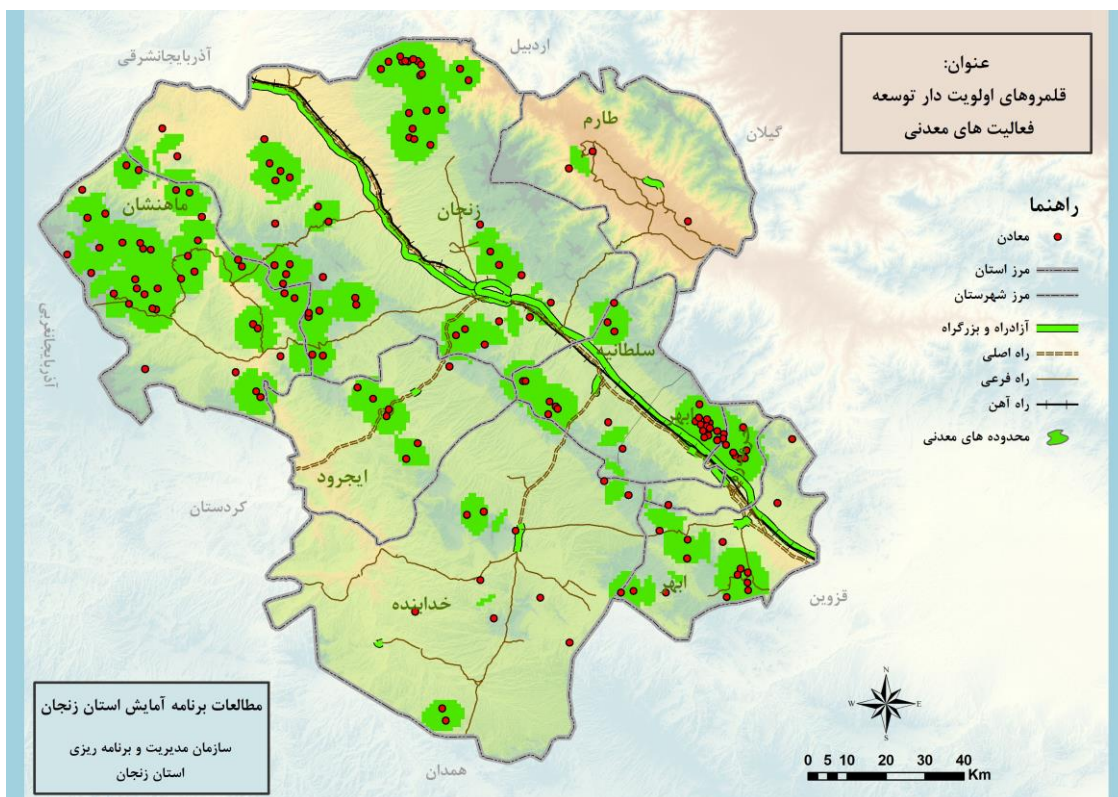 عنوان:
قلمروهای اولویت دار توسعه
فعالیت های معدنی
آذربایجانشرقی
اردبیل
گیلان
طارم
زنجان
ماهنشان
سلطانیه
ابهر
ایجرود
خدابنده
ابهر
آذربایجانغربی
کردستان
همدان
قزوین
راهنما
معادن
مرز استان
مرز شهرستان
آزادراه و بزرگراه
راه اصلی
راه فرعی
راه آهن
محدوده های معدنی
مطالعات برنامه آمایش استان زنجان
سازمان مدیریت و برنامه ریزی
استان زنجان
N
W E
S
0 5 10 20 30 40
Km